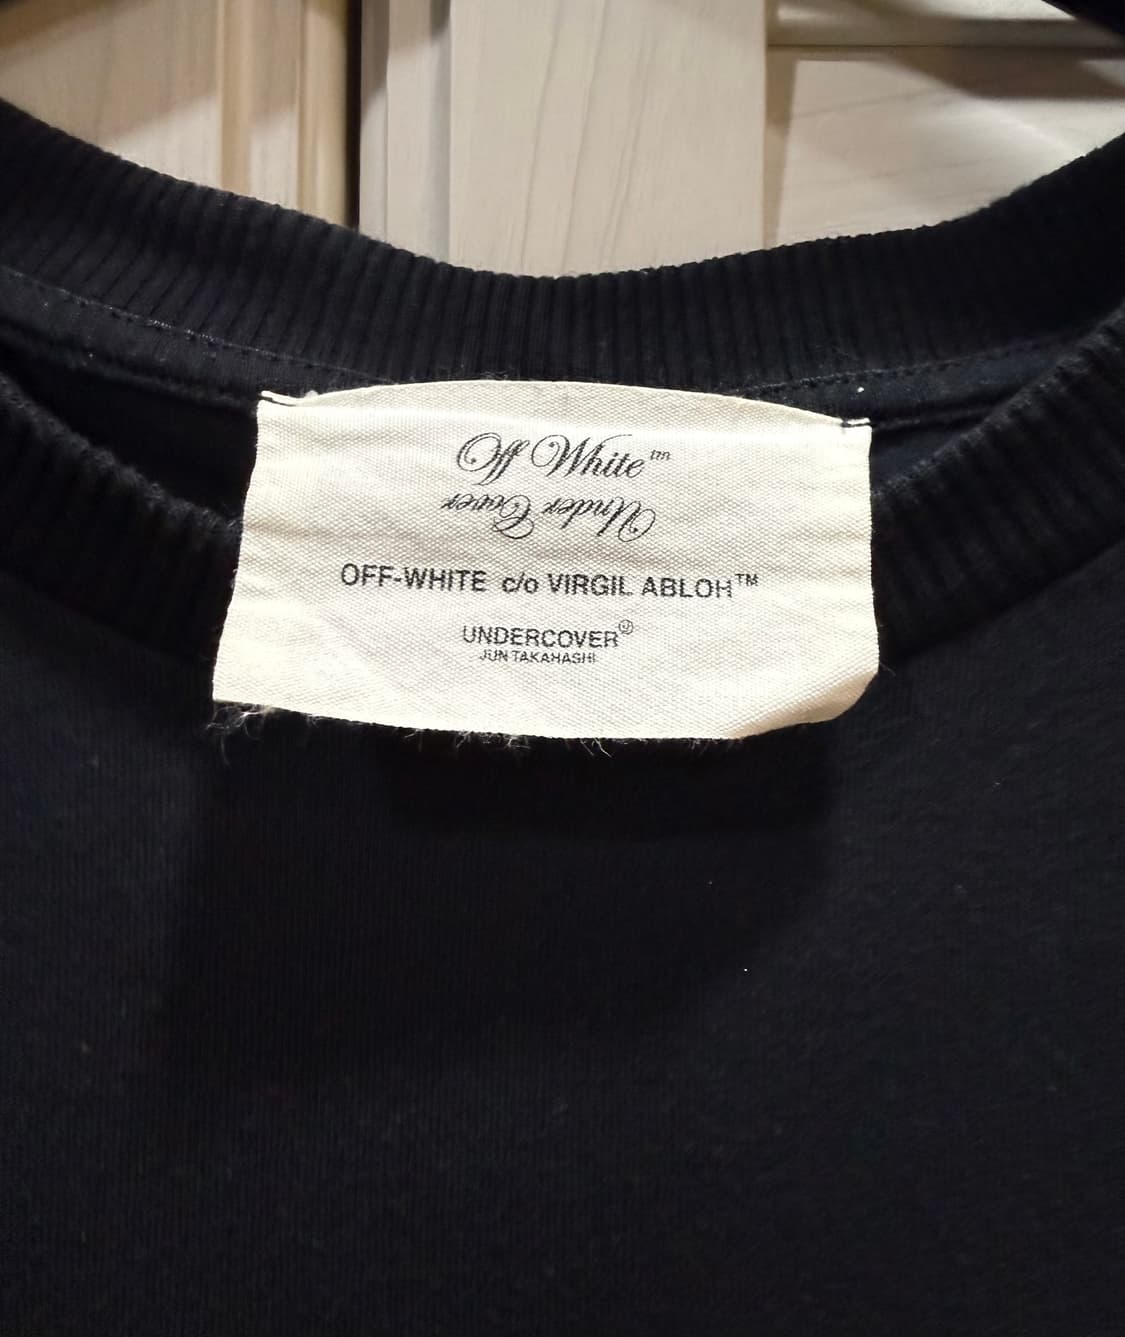 Off White™
Under Cover
OFF-WHITE c/o VIRGIL ABLOH™
UNDERCOVER
JUN TAKAHASHI